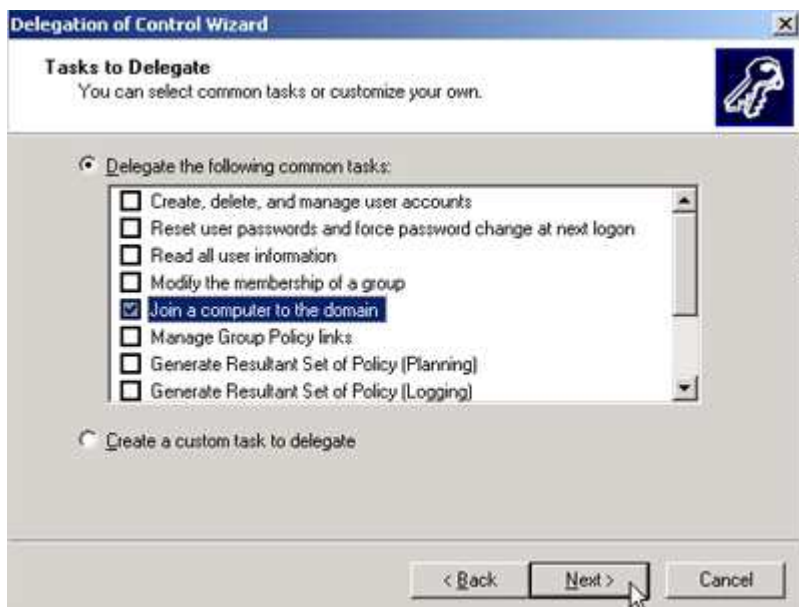 Delegation of Control Wizard
Tasks to Delegate
You can select common tasks or customize your own.
Delegate the following common tasks:
Create, delete, and manage user accounts
Reset user passwords and force password change at next logon
Read all user information
Modify the membership of a group
Join a computer to the domain
Manage Group Policy links
Generate Resultant Set of Policy (Planning)
Generate Resultant Set of Policy (Logging)
Create a custom task to delegate
< Back Next > Cancel